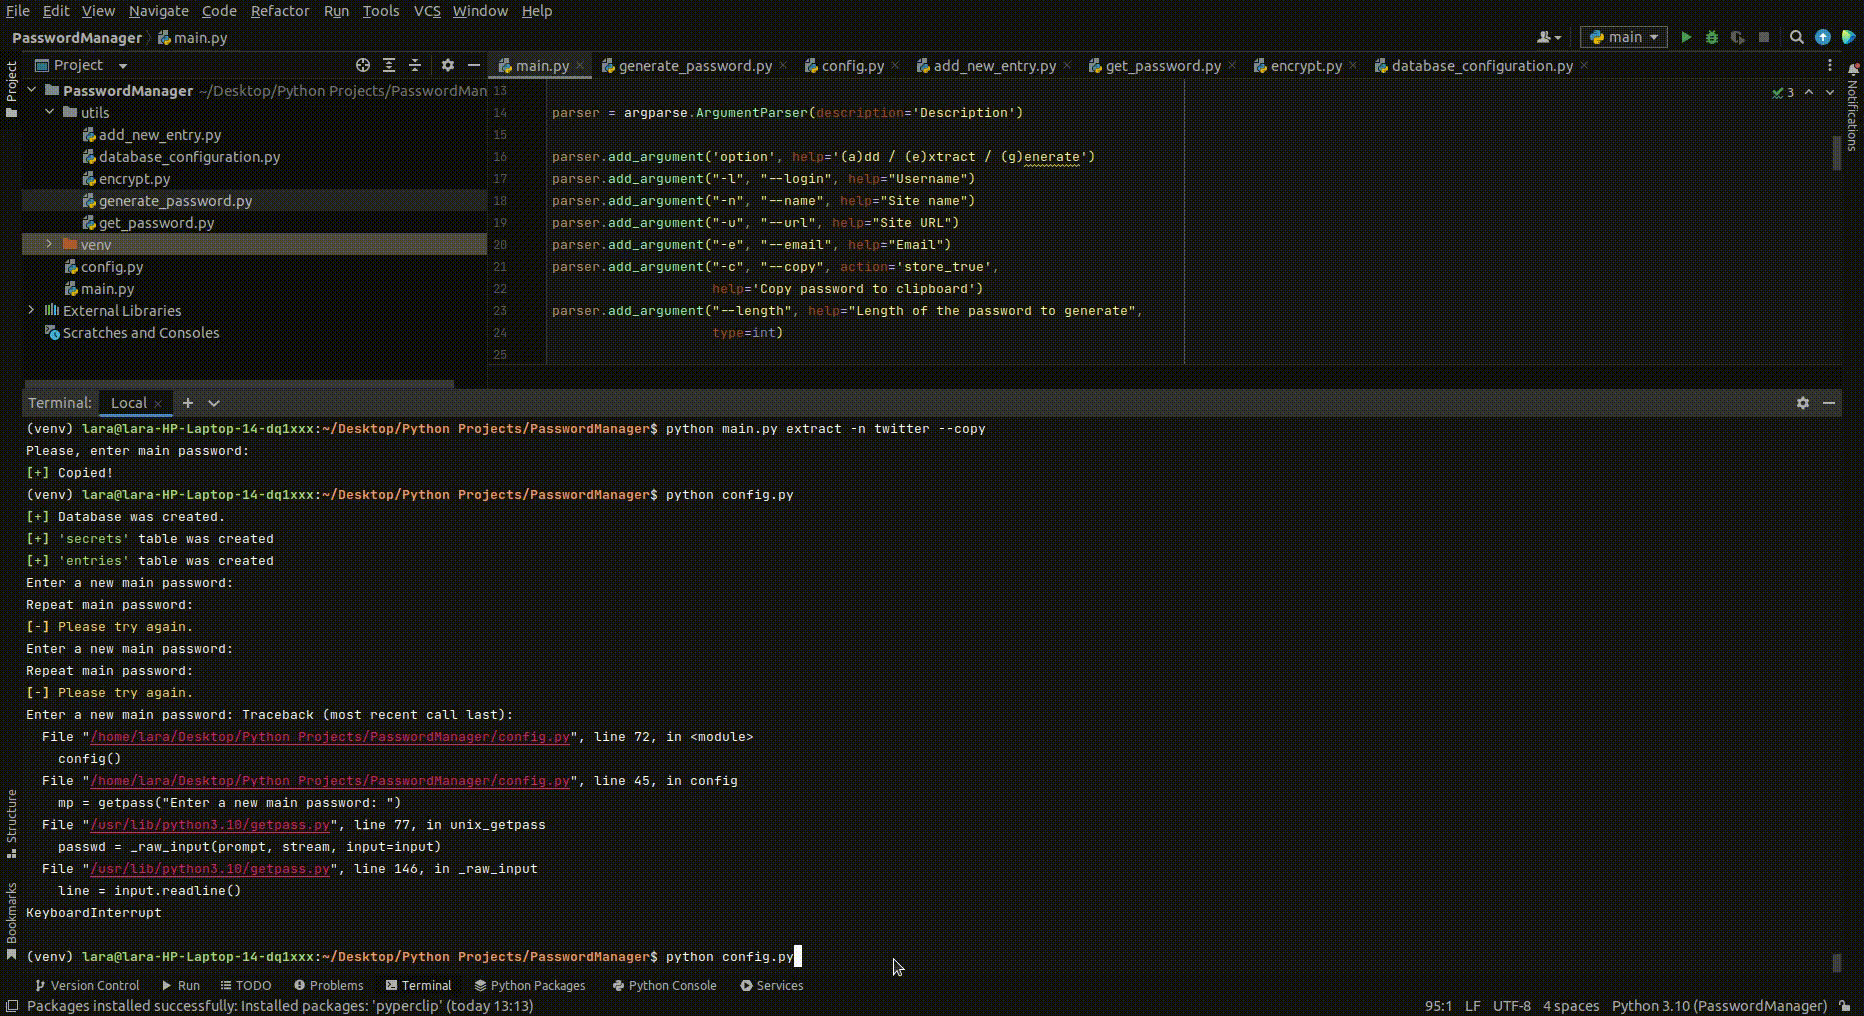 File Edit View Navigate Code Refactor Run Tools VCS Window Help
PasswordManager main.py main
Project
Project
main.py generate_password.py config.py add_new_entry.py get_password.py encrypt.py database_configuration.py
Notifications
PasswordManager ~/Desktop/Python Projects/PasswordMan
utils
add_new_entry.py
database_configuration.py
encrypt.py
generate_password.py
get_password.py
venv
config.py
main.py
External Libraries
Scratches and Consoles
3
13
14 parser = argparse.ArgumentParser(description='Description')
15
16 parser.add_argument('option', help='(a)dd / (e)xtract / (g)enerate')
17 parser.add_argument("-l", "--login", help="Username")
18 parser.add_argument("-n", "--name", help="Site name")
19 parser.add_argument("-u", "--url", help="Site URL")
20 parser.add_argument("-e", "--email", help="Email")
21 parser.add_argument("-c", "--copy", action='store_true',
22 help='Copy password to clipboard')
23 parser.add_argument("--length", help="Length of the password to generate",
24 type=int)
25
Terminal: Local
(venv) lara@lara-HP-Laptop-14-dq1xxx:~/Desktop/Python Projects/PasswordManager$ python main.py extract -n twitter --copy
Please, enter main password:
[+] Copied!
(venv) lara@lara-HP-Laptop-14-dq1xxx:~/Desktop/Python Projects/PasswordManager$ python config.py
[+] Database was created.
[+] 'secrets' table was created
[+] 'entries' table was created
Enter a new main password:
Repeat main password:
[-] Please try again.
Enter a new main password:
Repeat main password:
[-] Please try again.
Enter a new main password: Traceback (most recent call last):
File "/home/lara/Desktop/Python Projects/PasswordManager/config.py", line 72, in <module>
config()
File "/home/lara/Desktop/Python Projects/PasswordManager/config.py", line 45, in config
mp = getpass("Enter a new main password: ")
File "/usr/lib/python3.10/getpass.py", line 77, in unix_getpass
passwd = _raw_input(prompt, stream, input=input)
File "/usr/lib/python3.10/getpass.py", line 146, in _raw_input
line = input.readline()
KeyboardInterrupt
(venv) lara@lara-HP-Laptop-14-dq1xxx:~/Desktop/Python Projects/PasswordManager$ python config.py
Structure
Bookmarks
Version Control Run TODO Problems Terminal Python Packages Python Console Services
Packages installed successfully: Installed packages: 'pyperclip' (today 13:13) 95:1 LF UTF-8 4 spaces Python 3.10 (PasswordManager)